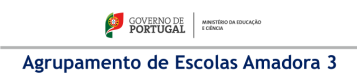 GOVERNO DE
PORTUGAL
MINISTÉRIO DA EDUCAÇÃO
E CIÊNCIA
Agrupamento de Escolas Amadora 3